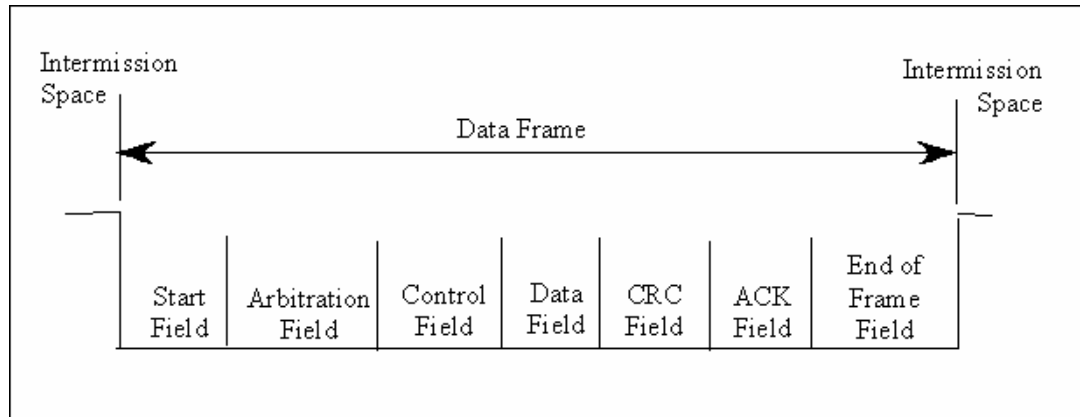 Intermission
Space
Intermission
Space
Data Frame
Start
Field
Arbitration
Field
Control
Field
Data
Field
CRC
Field
ACK
Field
End of
Frame
Field